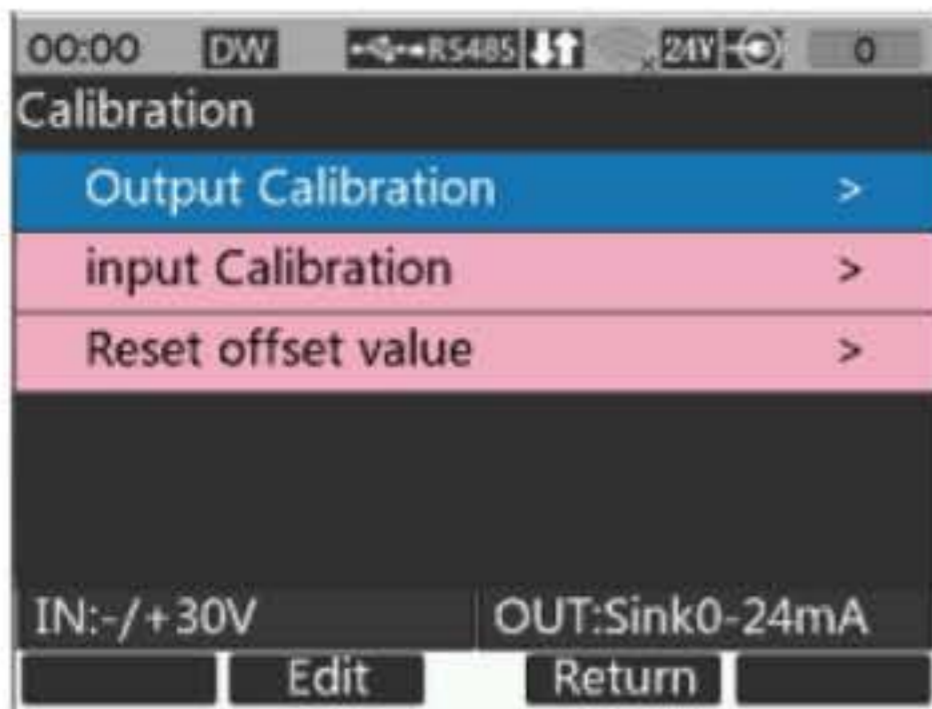 00:00 DW RS485 24V 0
Calibration
Output Calibration >
input Calibration >
Reset offset value >
IN:-/+30V OUT:Sink0-24mA
Edit Return